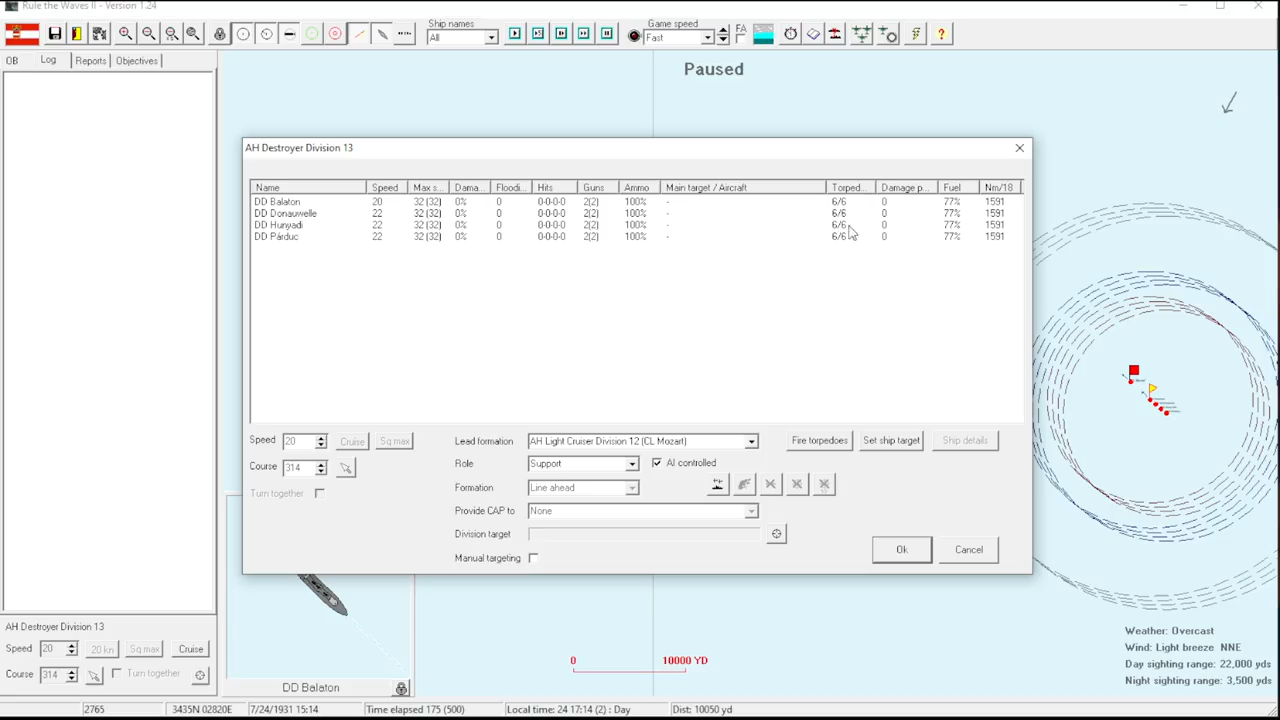 Rule the Waves II - Version 1.24
Ship names
All
Game speed
Fast
FA
OB Log Reports Objectives
Paused
AH Destroyer Division 13
Name Speed Max s... Dama... Floodi... Hits Guns Ammo Main target / Aircraft Torped... Damage p... Fuel Nm/18
DD Balaton 20 32 (32) 0% 0 0-0-0-0 2(2) 100% - 6/6 0 77% 1591
DD Donauwelle 22 32 (32) 0% 0 0-0-0-0 2(2) 100% - 6/6 0 77% 1591
DD Hunyadi 22 32 (32) 0% 0 0-0-0-0 2(2) 100% - 6/6 0 77% 1591
DD Párduc 22 32 (32) 0% 0 0-0-0-0 2(2) 100% - 6/6 0 77% 1591
Speed 20 Cruise Sq max
Course 314
Turn together
Lead formation AH Light Cruiser Division 12 (CL Mozart)
Role Support AI controlled
Formation Line ahead
Provide CAP to None
Division target
Manual targeting
Fire torpedoes Set ship target Ship details
Ok Cancel
AH Destroyer Division 13
Speed 20 20 kn Sq max Cruise
Course 314 Turn together
DD Balaton
0 10000 YD
Weather: Overcast
Wind: Light breeze NNE
Day sighting range: 22,000 yds
Night sighting range: 3,500 yds
2765 3435N 02820E 7/24/1931 15:14 Time elapsed 175 (500) Local time: 24 17:14 (2) : Day Dist: 10050 yd